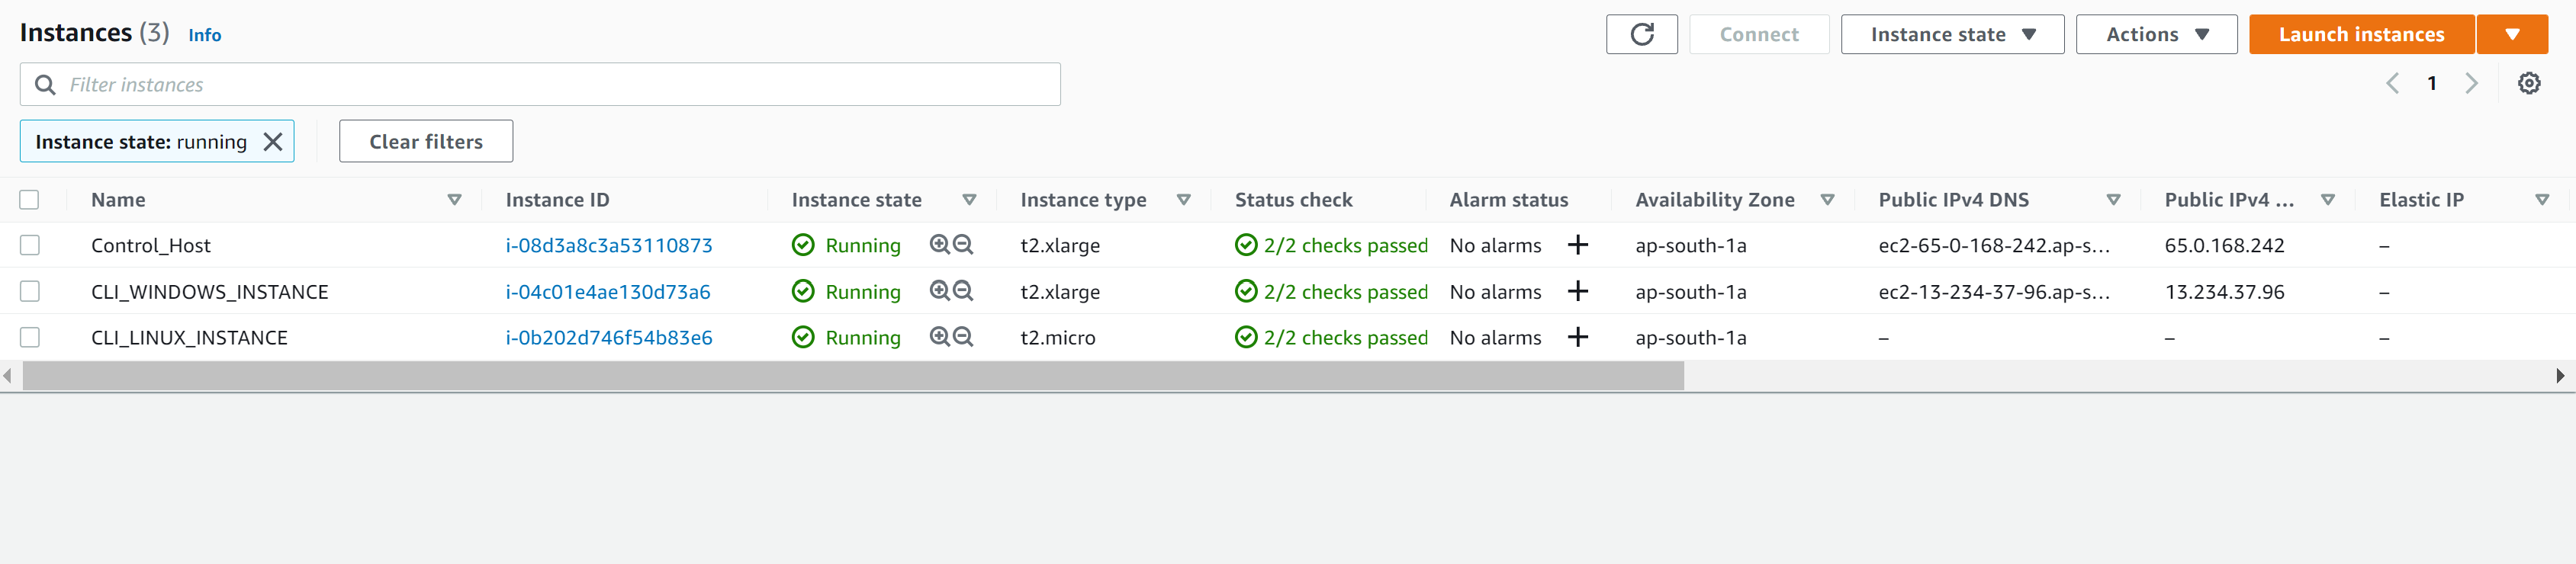 Instances (3) Info Connect Instance state Actions Launch instances
Filter instances 1
Instance state: running Clear filters
Name Instance ID Instance state Instance type Status check Alarm status Availability Zone Public IPv4 DNS Public IPv4 ... Elastic IP
Control_Host i-08d3a8c3a53110873 Running t2.xlarge 2/2 checks passed No alarms + ap-south-1a ec2-65-0-168-242.ap-s... 65.0.168.242 –
CLI_WINDOWS_INSTANCE i-04c01e4ae130d73a6 Running t2.xlarge 2/2 checks passed No alarms + ap-south-1a ec2-13-234-37-96.ap-s... 13.234.37.96 –
CLI_LINUX_INSTANCE i-0b202d746f54b83e6 Running t2.micro 2/2 checks passed No alarms + ap-south-1a – – –